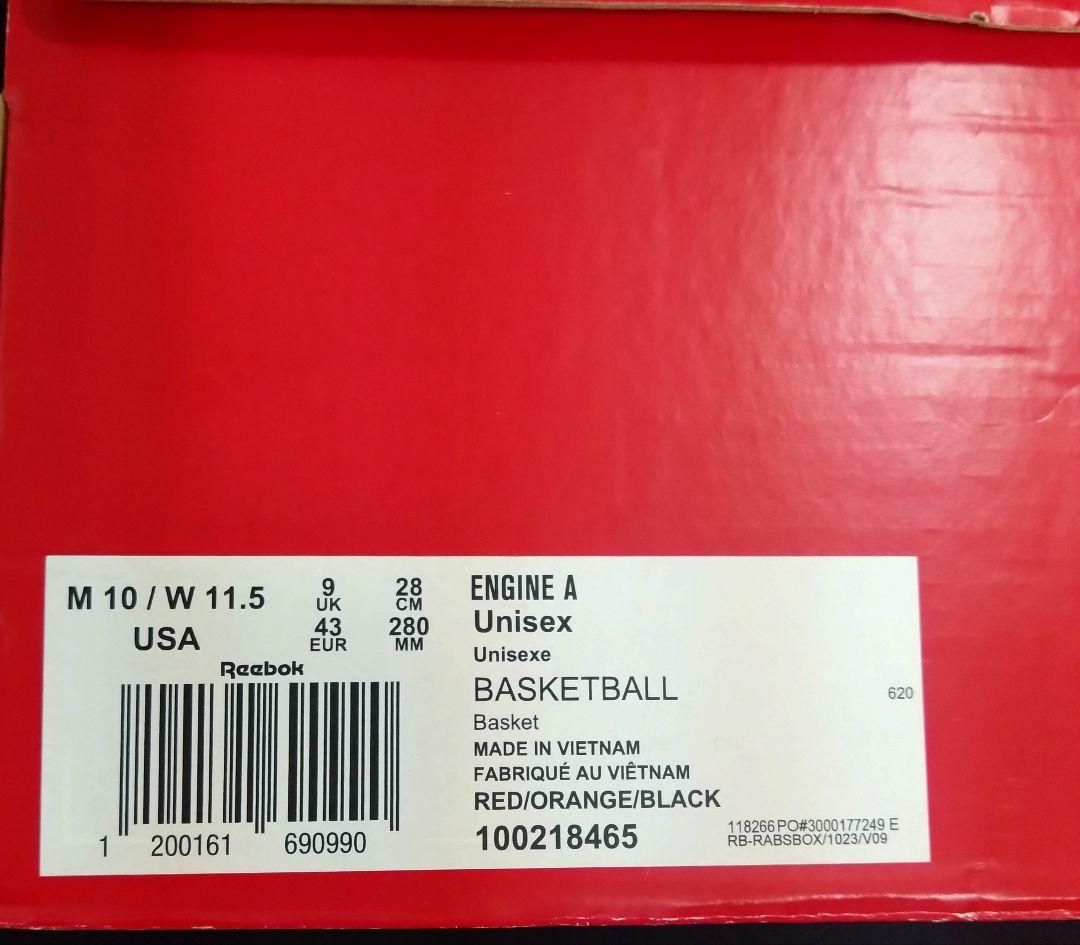 M 10 / W 11.5
USA
9
UK
28
CM
43
EUR
280
MM
Reebok
1 200161 690990
ENGINE A
Unisex
Unisexe
BASKETBALL
Basket
MADE IN VIETNAM
FABRIQUÉ AU VIÊTNAM
RED/ORANGE/BLACK
100218465
620
118266 PO#3000177249 E
RB-RABSBOX/1023/V09